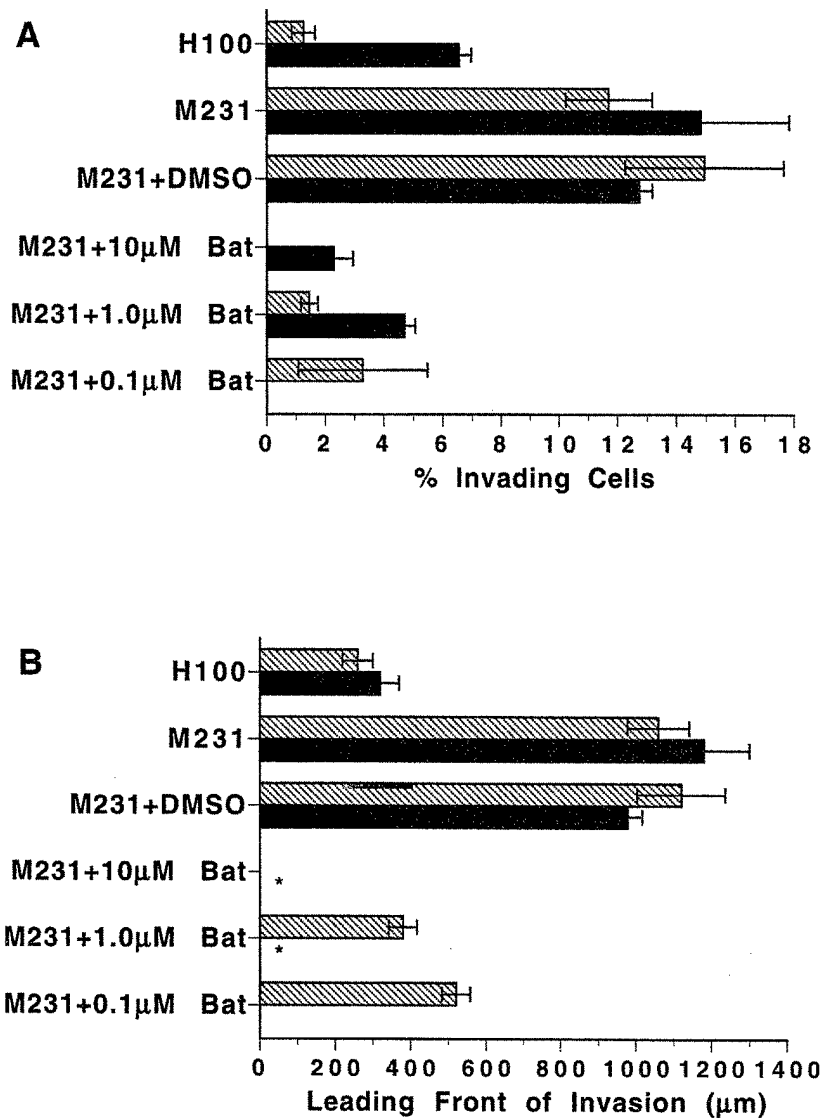 A
H100
M231
M231+DMSO
M231+10μM Bat
M231+1.0μM Bat
M231+0.1μM Bat
0 2 4 6 8 10 12 14 16 18
% Invading Cells
B
H100
M231
M231+DMSO
M231+10μM Bat
*
M231+1.0μM Bat
*
M231+0.1μM Bat
0 200 400 600 800 1000 1200 1400
Leading Front of Invasion (μm)